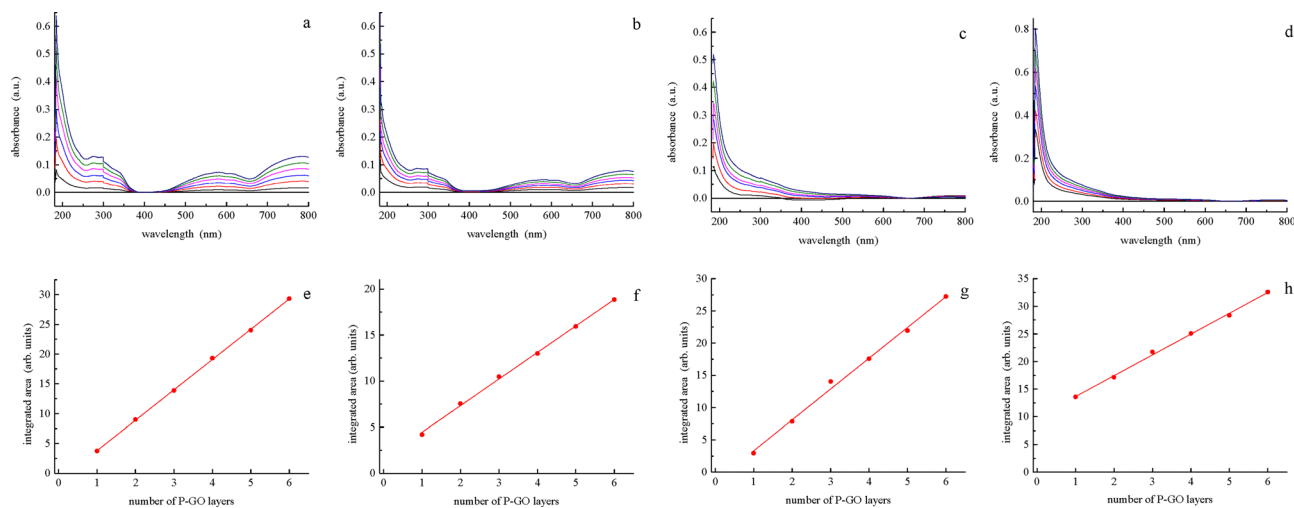 a
0.6
0.5
0.4
0.3
0.2
0.1
0.0
absorbance (a.u.)
200 300 400 500 600 700 800
wavelength (nm)
b
0.6
0.5
0.4
0.3
0.2
0.1
0.0
absorbance (a.u.)
200 300 400 500 600 700 800
wavelength (nm)
c
0.6
0.5
0.4
0.3
0.2
0.1
0.0
absorbance (a.u.)
200 300 400 500 600 700 800
wavelength (nm)
d
0.8
0.6
0.4
0.2
0.0
absorbance (a.u.)
200 300 400 500 600 700 800
wavelength (nm)
e
30
25
20
15
10
5
0
integrated area (arb. units)
0 1 2 3 4 5 6
number of P-GO layers
f
20
15
10
5
0
integrated area (arb. units)
0 1 2 3 4 5 6
number of P-GO layers
g
30
25
20
15
10
5
0
integrated area (arb. units)
0 1 2 3 4 5 6
number of P-GO layers
h
35
30
25
20
15
10
5
0
integrated area (arb. units)
0 1 2 3 4 5 6
number of P-GO layers